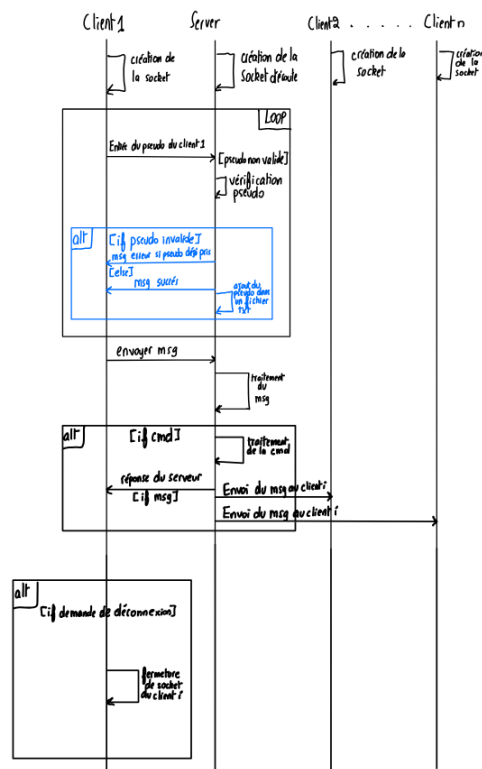 Client 1 Server Client2 . . . . . . Client n
création de
la socket
création de la
Socket d'écoute
création de la
socket
création
de la
socket
LOOP
Entrée du pseudo du client 1
[pseudo non valide]
vérification
pseudo
alt
[if pseudo invalide]
msg erreur si pseudo déjà pris
[else]
msg succés
ajout du
pseudo dans
un fichier
txt
envoyer msg
traitement
du
msg
alt
[if cmd]
traitement
de la cmd
réponse du serveur
[if msg]
Envoi du msg au client i
Envoi du msg au client i
alt
[if demande de déconnexion]
fermeture
de socket
du client i